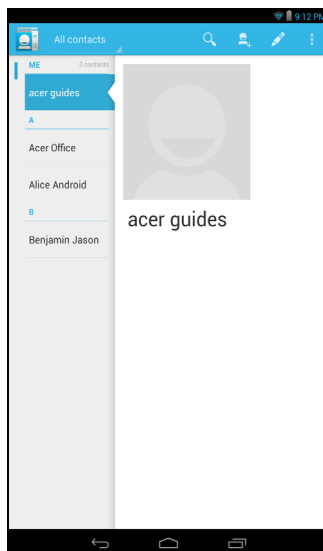 9:12 PM
All contacts
ME 3 contacts
acer guides
A
Acer Office
Alice Android
B
Benjamin Jason
acer guides